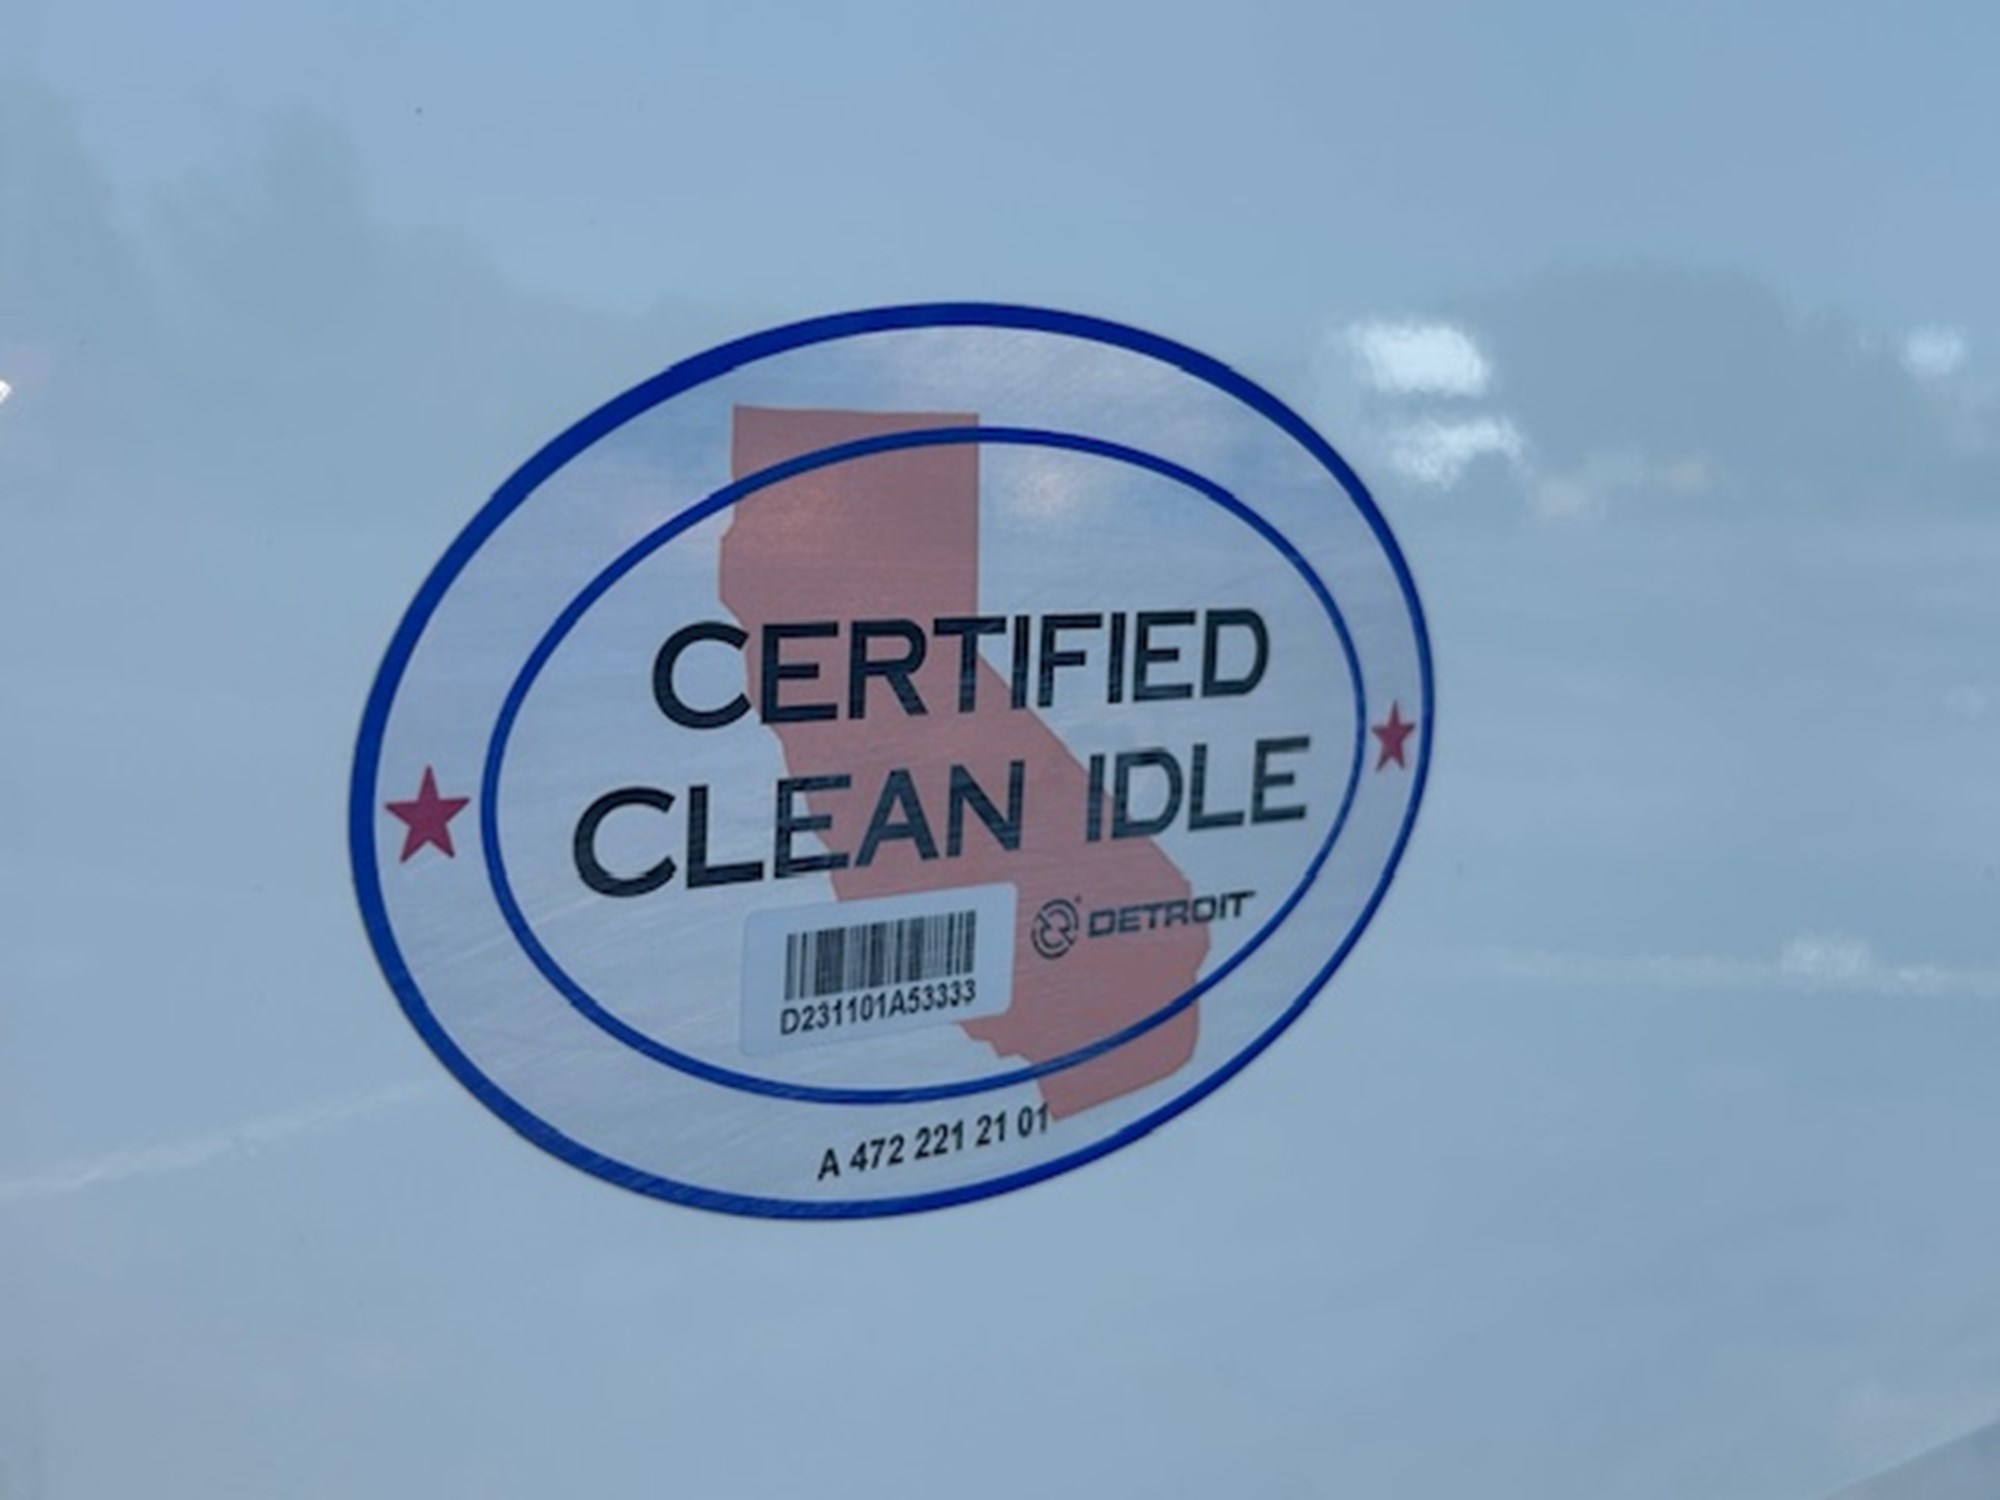 CERTIFIED
CLEAN IDLE
DETROIT
D231101A53333
A 472 221 21 01